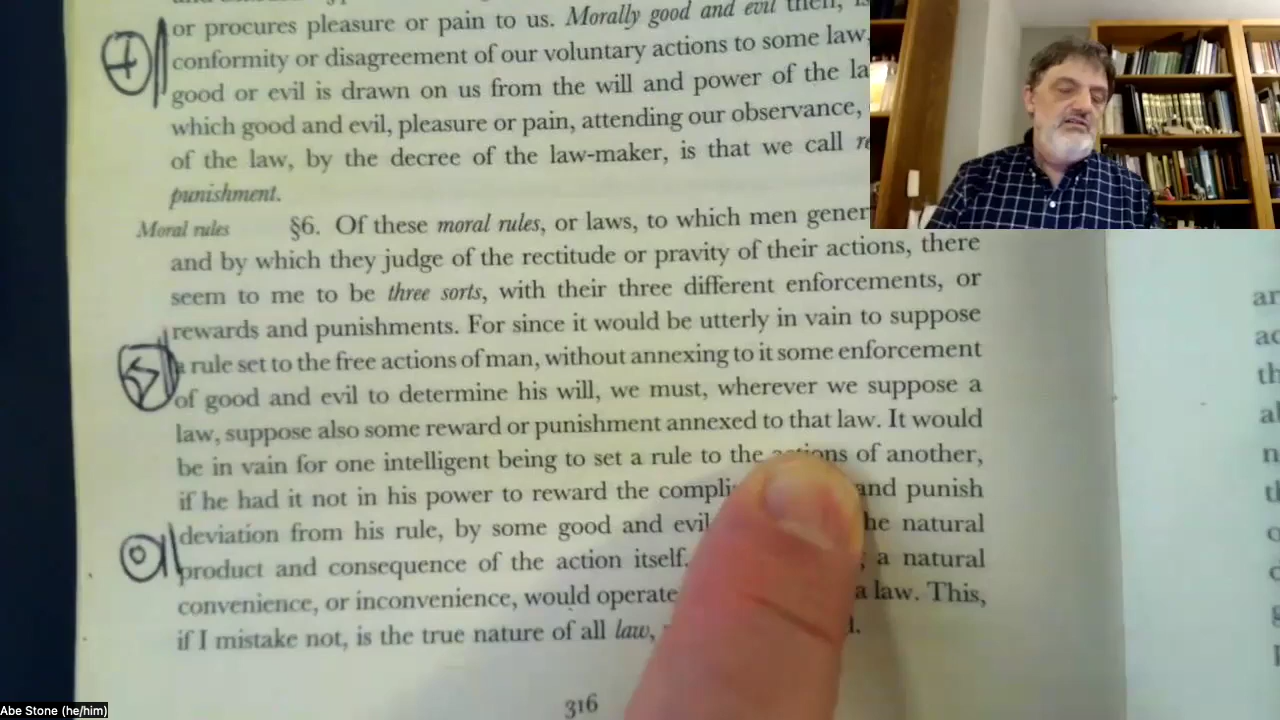 or procures pleasure or pain to us. Morally good and evil then, is
conformity or disagreement of our voluntary actions to some law,
good or evil is drawn on us from the will and power of the la
which good and evil, pleasure or pain, attending our observance,
of the law, by the decree of the law-maker, is that we call re
punishment.
Moral rules §6. Of these moral rules, or laws, to which men gener
and by which they judge of the rectitude or pravity of their actions, there
seem to me to be three sorts, with their three different enforcements, or
rewards and punishments. For since it would be utterly in vain to suppose
a rule set to the free actions of man, without annexing to it some enforcement
of good and evil to determine his will, we must, wherever we suppose a
law, suppose also some reward or punishment annexed to that law. It would
be in vain for one intelligent being to set a rule to the actions of another,
if he had it not in his power to reward the compli and punish
deviation from his rule, by some good and evil he natural
product and consequence of the action itself. a natural
convenience, or inconvenience, would operate a law. This,
if I mistake not, is the true nature of all law,
316
Abe Stone (he/him)